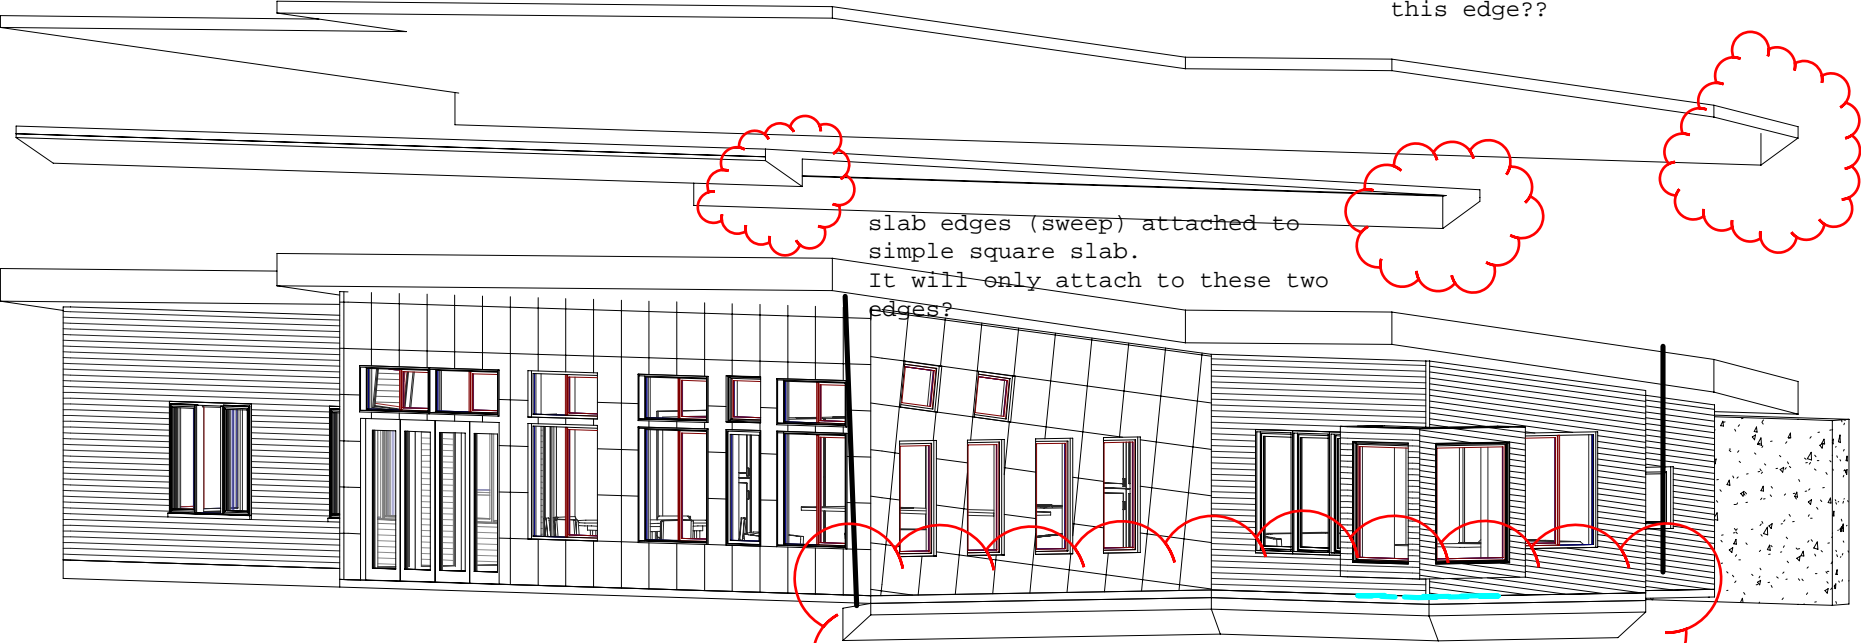 this edge??
slab edges (sweep) attached to
simple square slab.
It will only attach to these two
edges?